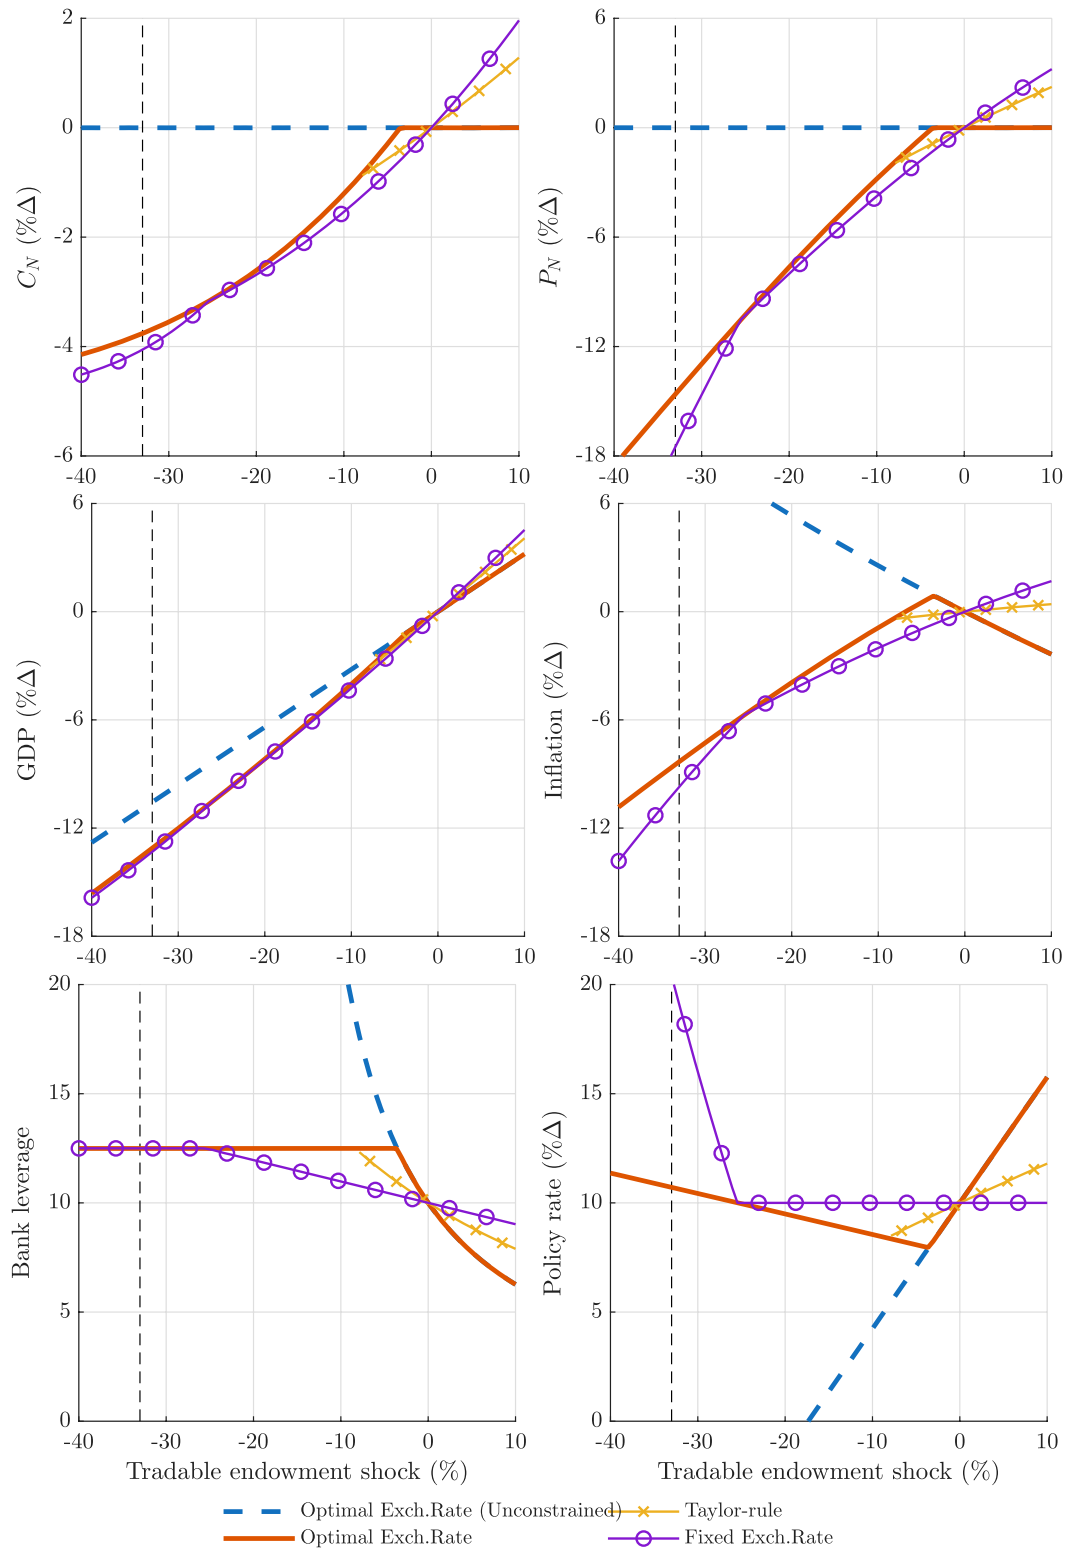 2
0
-2
-4
-6
C_N (%Δ)
-40 -30 -20 -10 0 10
6
0
-6
-12
-18
P_N (%Δ)
-40 -30 -20 -10 0 10
6
0
-6
-12
-18
GDP (%Δ)
-40 -30 -20 -10 0 10
6
0
-6
-12
-18
Inflation (%Δ)
-40 -30 -20 -10 0 10
20
15
10
5
0
Bank leverage
-40 -30 -20 -10 0 10
Tradable endowment shock (%)
20
15
10
5
0
Policy rate (%Δ)
-40 -30 -20 -10 0 10
Tradable endowment shock (%)
Optimal Exch.Rate (Unconstrained)
Optimal Exch.Rate
Taylor-rule
Fixed Exch.Rate